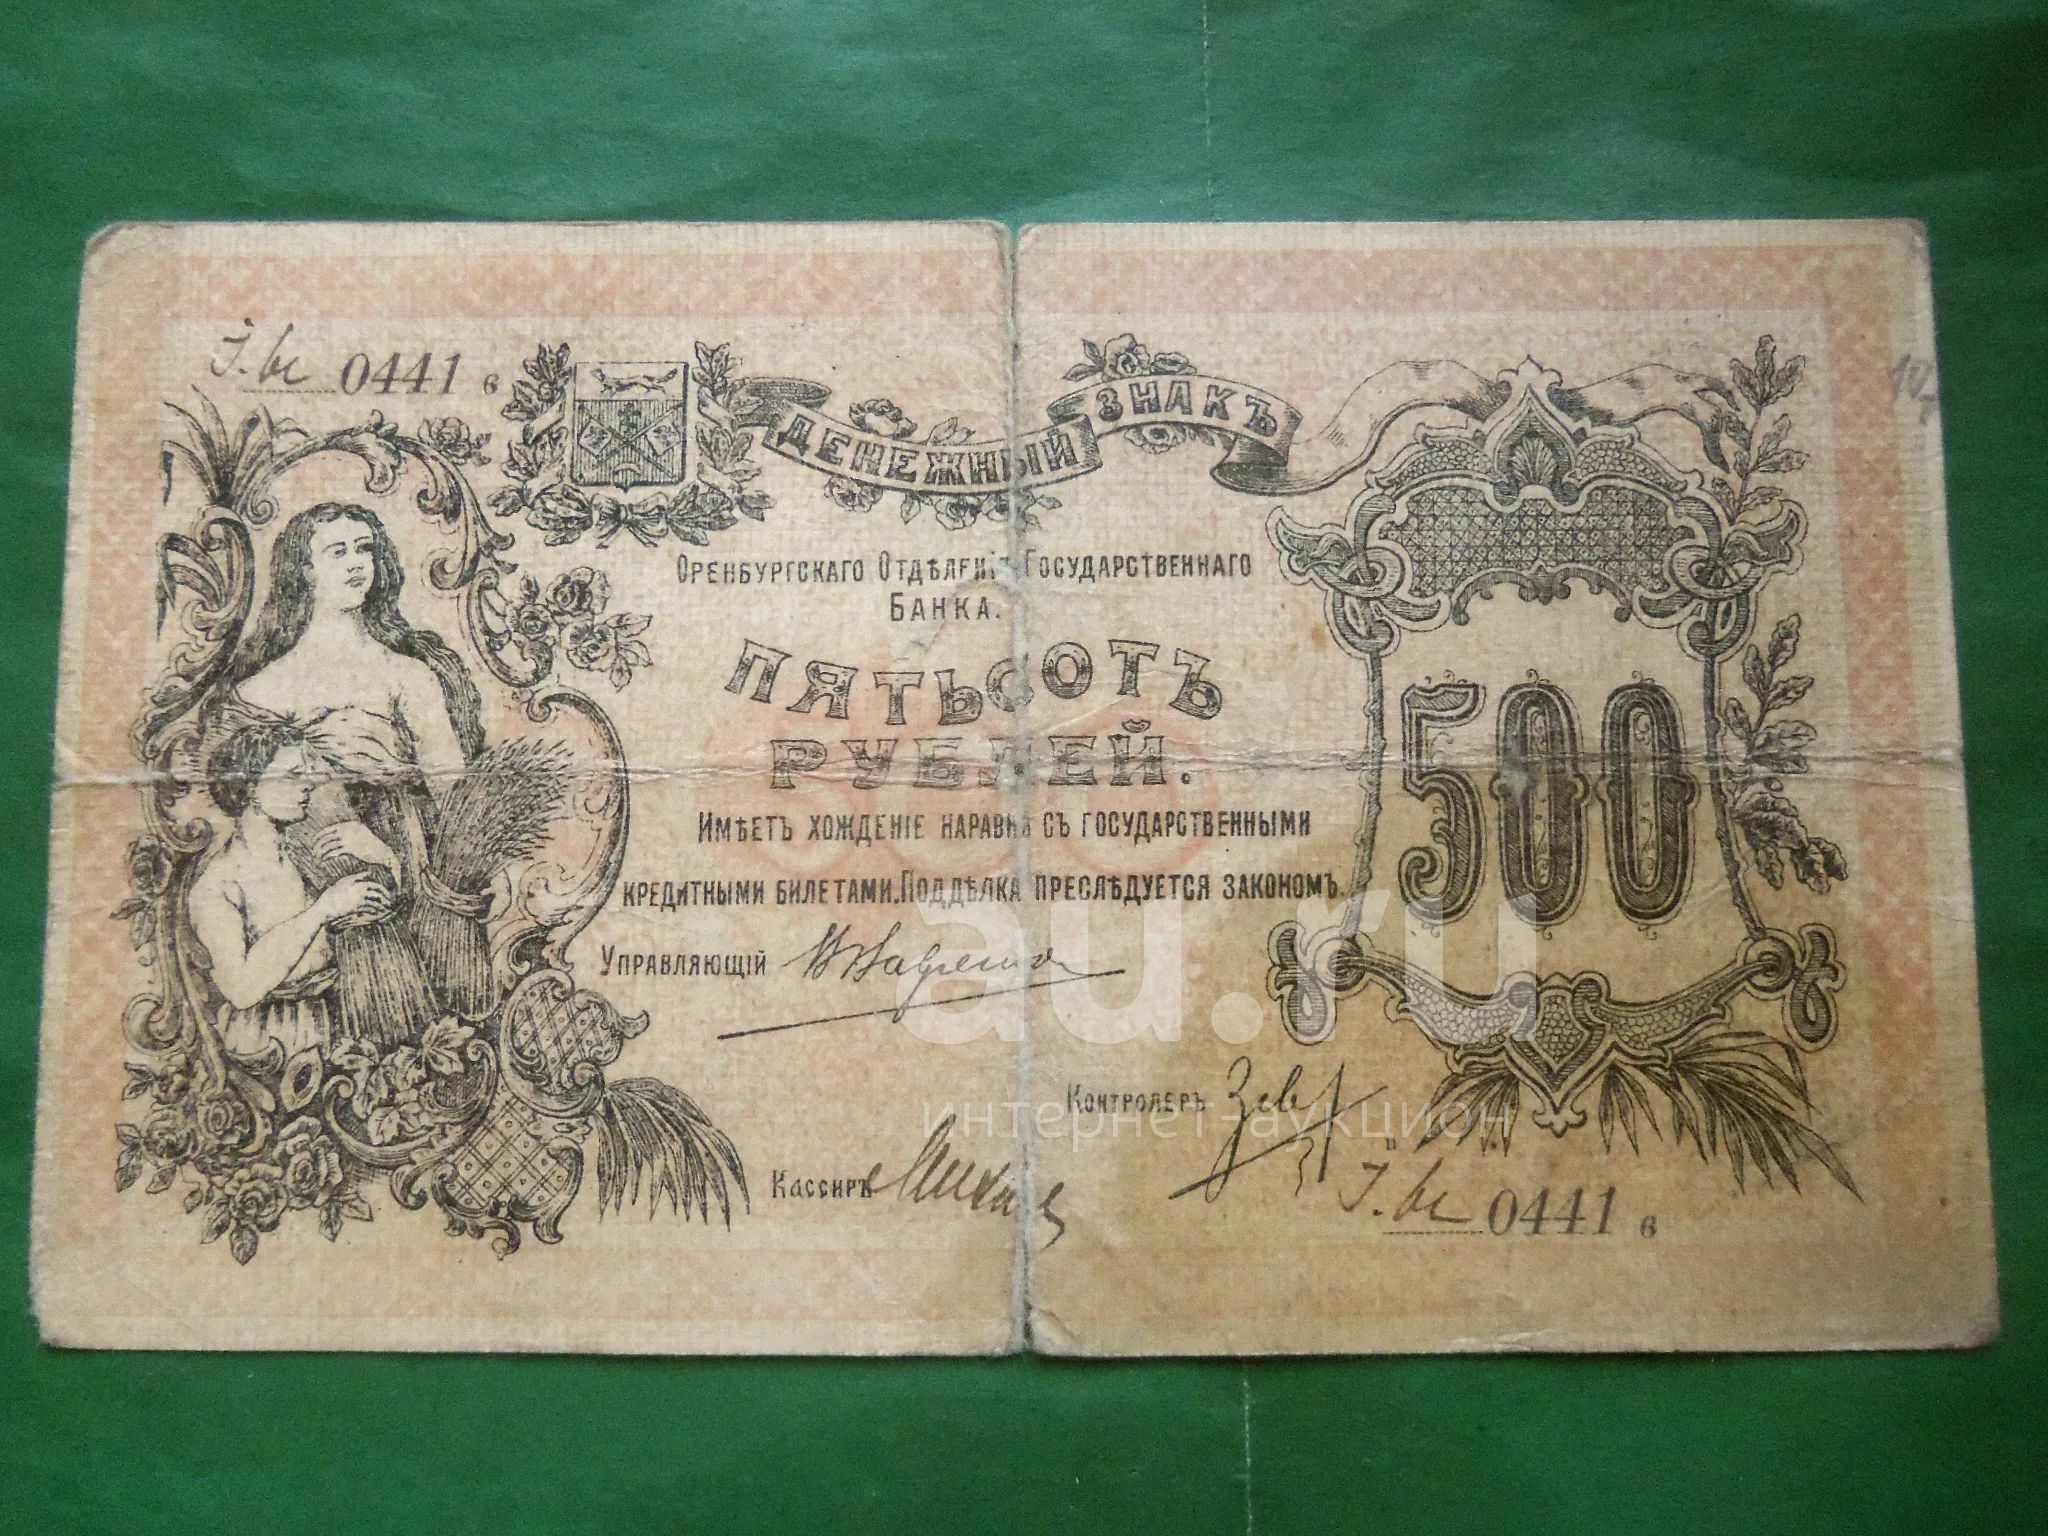 0441 в
ДЕНЕЖНЫЙ ЗНАКЪ
ОРЕНБУРГСКАГО ОТДѢЛЕНІЯ ГОСУДАРСТВЕННАГО
БАНКА.
ПЯТЬСОТЪ
РУБЛЕЙ.
500
ИМѢЕТЪ ХОЖДЕНІЕ НАРАВНѢ СЪ ГОСУДАРСТВЕННЫМИ
КРЕДИТНЫМИ БИЛЕТАМИ. ПОДДѢЛКА ПРЕСЛѢДУЕТСЯ ЗАКОНОМЪ.
УПРАВЛЯЮЩІЙ
au.ru
интернет-аукцион
КОНТРОЛЕРЪ
КАССИРЪ
0441 в